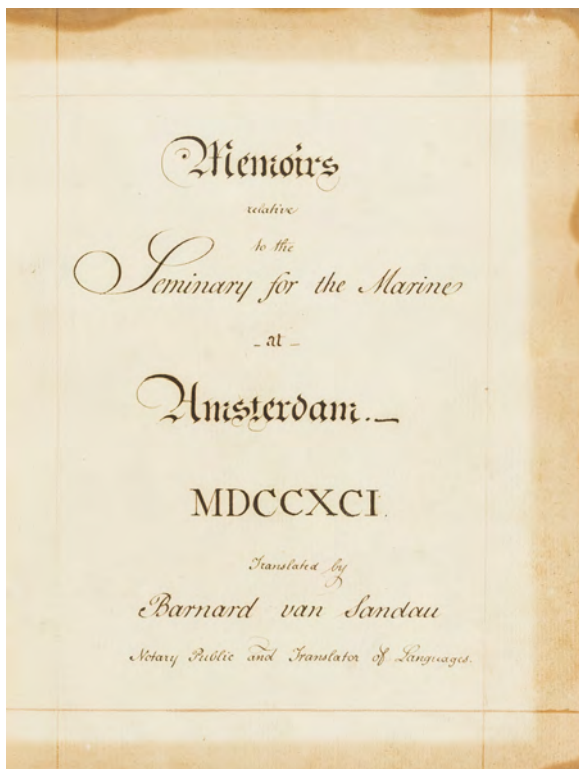 Memoirs
relative
to the
Seminary for the Marine
- at -
Amsterdam. -
MDCCXCI.
Translated by
Barnard van Sandau
Notary Public and Translator of Languages.